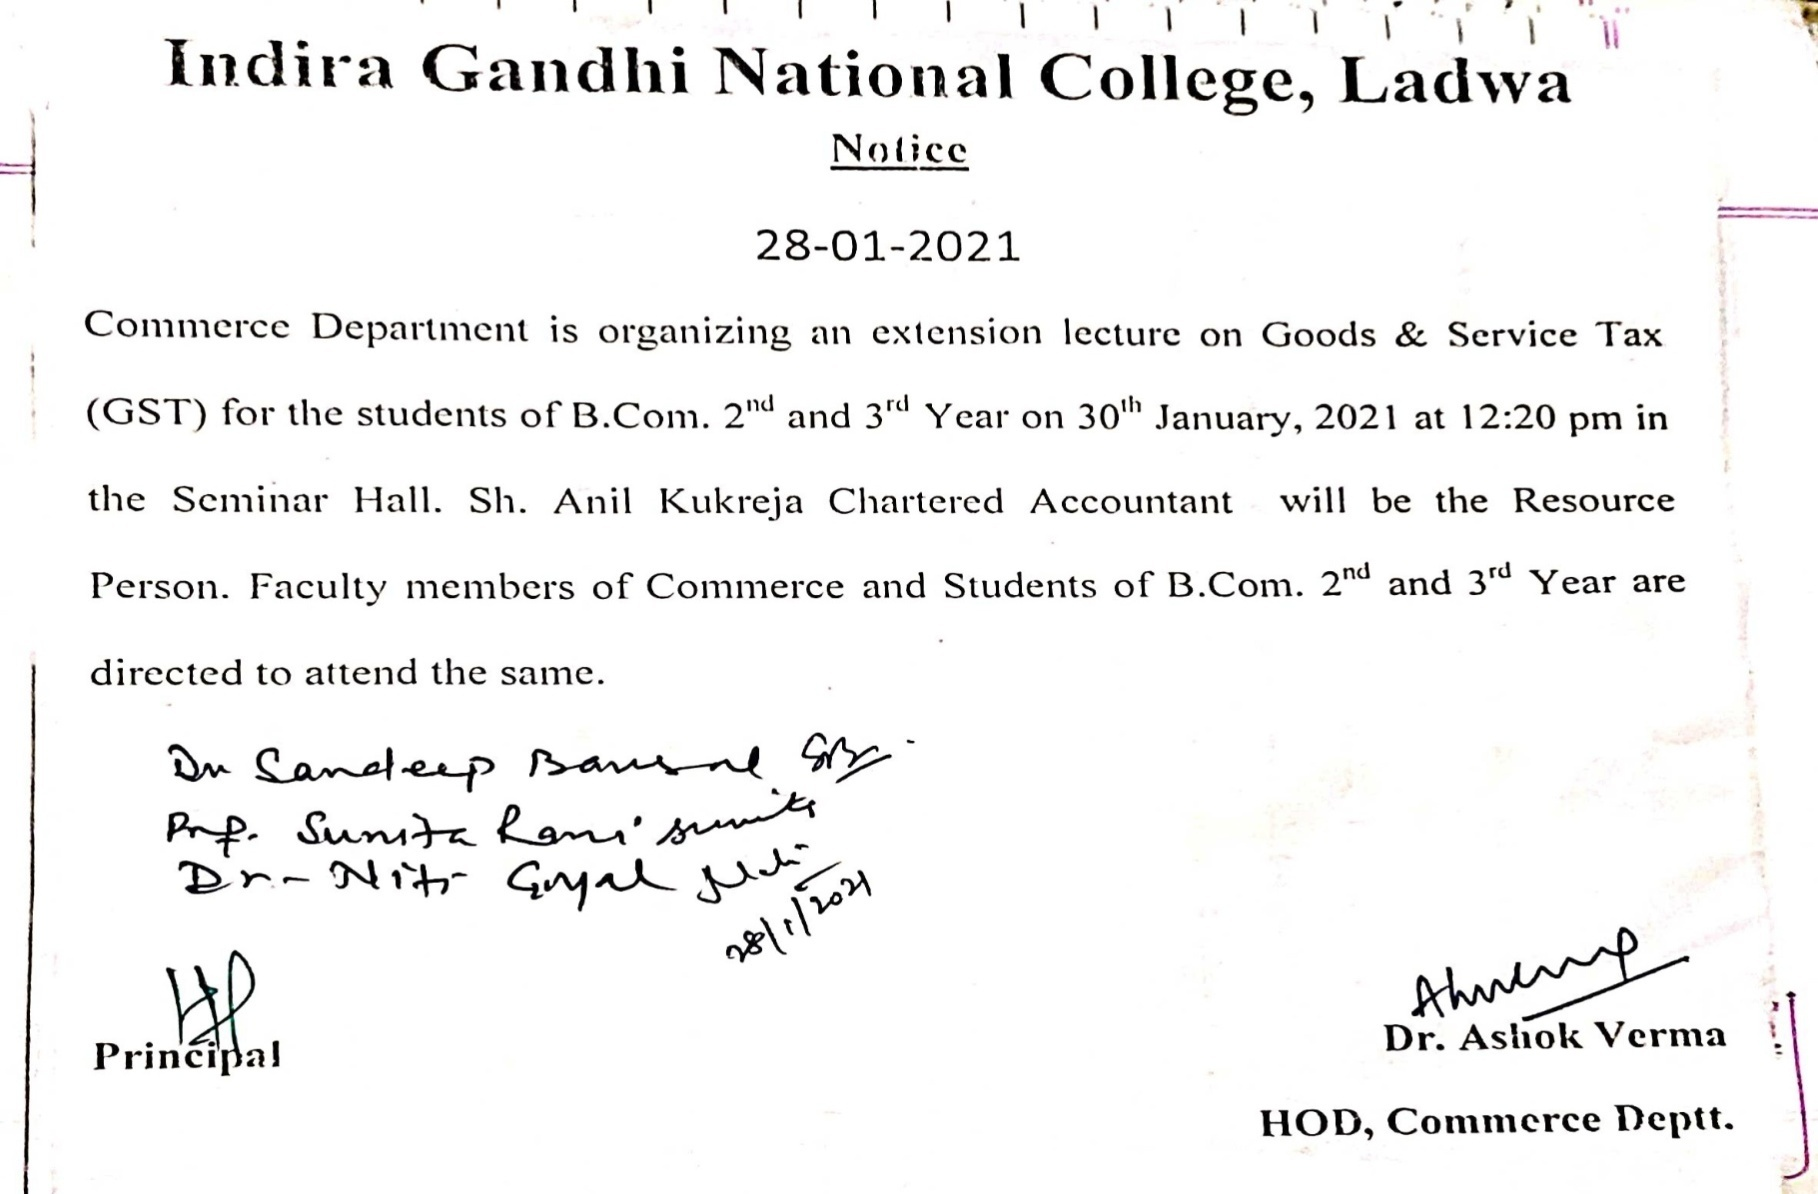 Indira Gandhi National College, Ladwa
Notice
28-01-2021
Commerce Department is organizing an extension lecture on Goods & Service Tax
(GST) for the students of B.Com. 2nd and 3rd Year on 30th January, 2021 at 12:20 pm in
the Seminar Hall. Sh. Anil Kukreja Chartered Accountant will be the Resource
Person. Faculty members of Commerce and Students of B.Com. 2nd and 3rd Year are
directed to attend the same.
Dr Sandeep Bansal
Prof. Sunita Rani Sunita
Dr. Goyal
28/1/2021
Principal
Dr. Ashok Verma
HOD, Commerce Deptt.